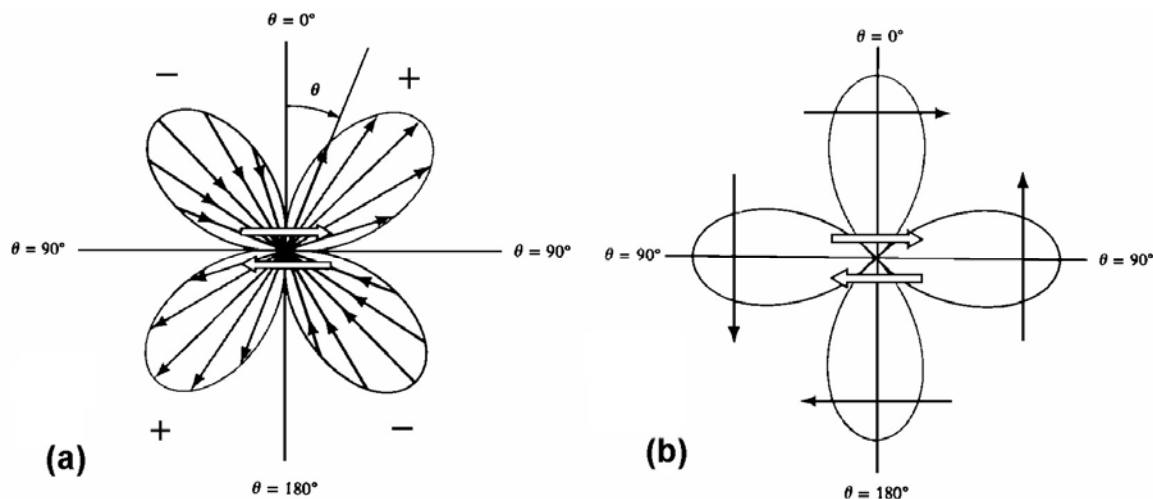 θ = 0°
−
θ
+
θ = 90°
θ = 90°
+
−
(a)
θ = 180°
θ = 0°
θ = 90°
θ = 90°
(b)
θ = 180°